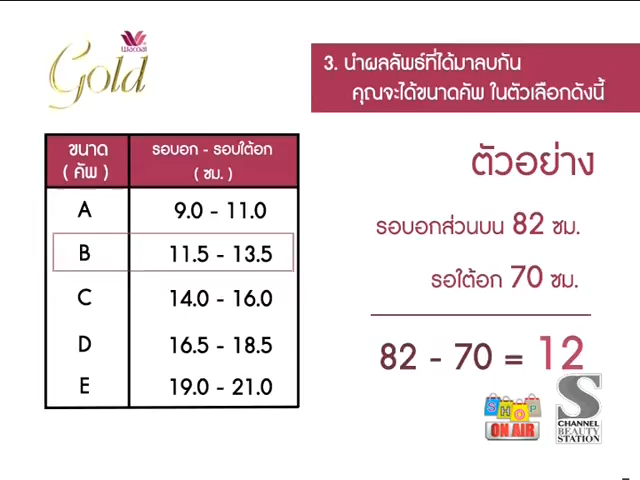 Wacoal
Gold
3. นำผลลัพธ์ที่ได้มาลบกัน
คุณจะได้ขนาดคัพ ในตัวเลือกดังนี้
ขนาด
( คัพ )
รอบอก - รอบใต้อก
( ซม. )
A 9.0 - 11.0
B 11.5 - 13.5
C 14.0 - 16.0
D 16.5 - 18.5
E 19.0 - 21.0
ตัวอย่าง
รอบอกส่วนบน 82 ซม.
รอใต้อก 70 ซม.
82 - 70 = 12
SHOP
ON AIR
S
CHANNEL
BEAUTY
STATION